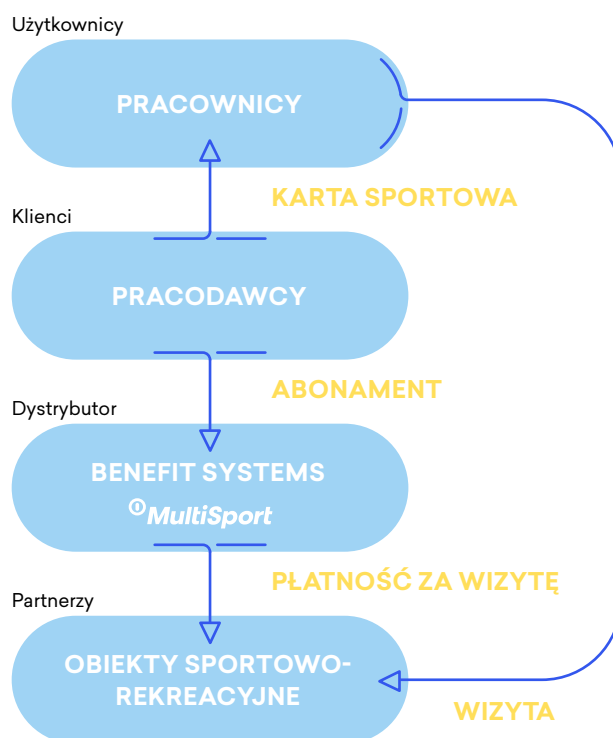 Użytkownicy
PRACOWNICY
KARTA SPORTOWA
Klienci
PRACODAWCY
ABONAMENT
Dystrybutor
BENEFIT SYSTEMS
MultiSport
PŁATNOŚĆ ZA WIZYTĘ
Partnerzy
OBIEKTY SPORTOWO-
REKREACYJNE
WIZYTA